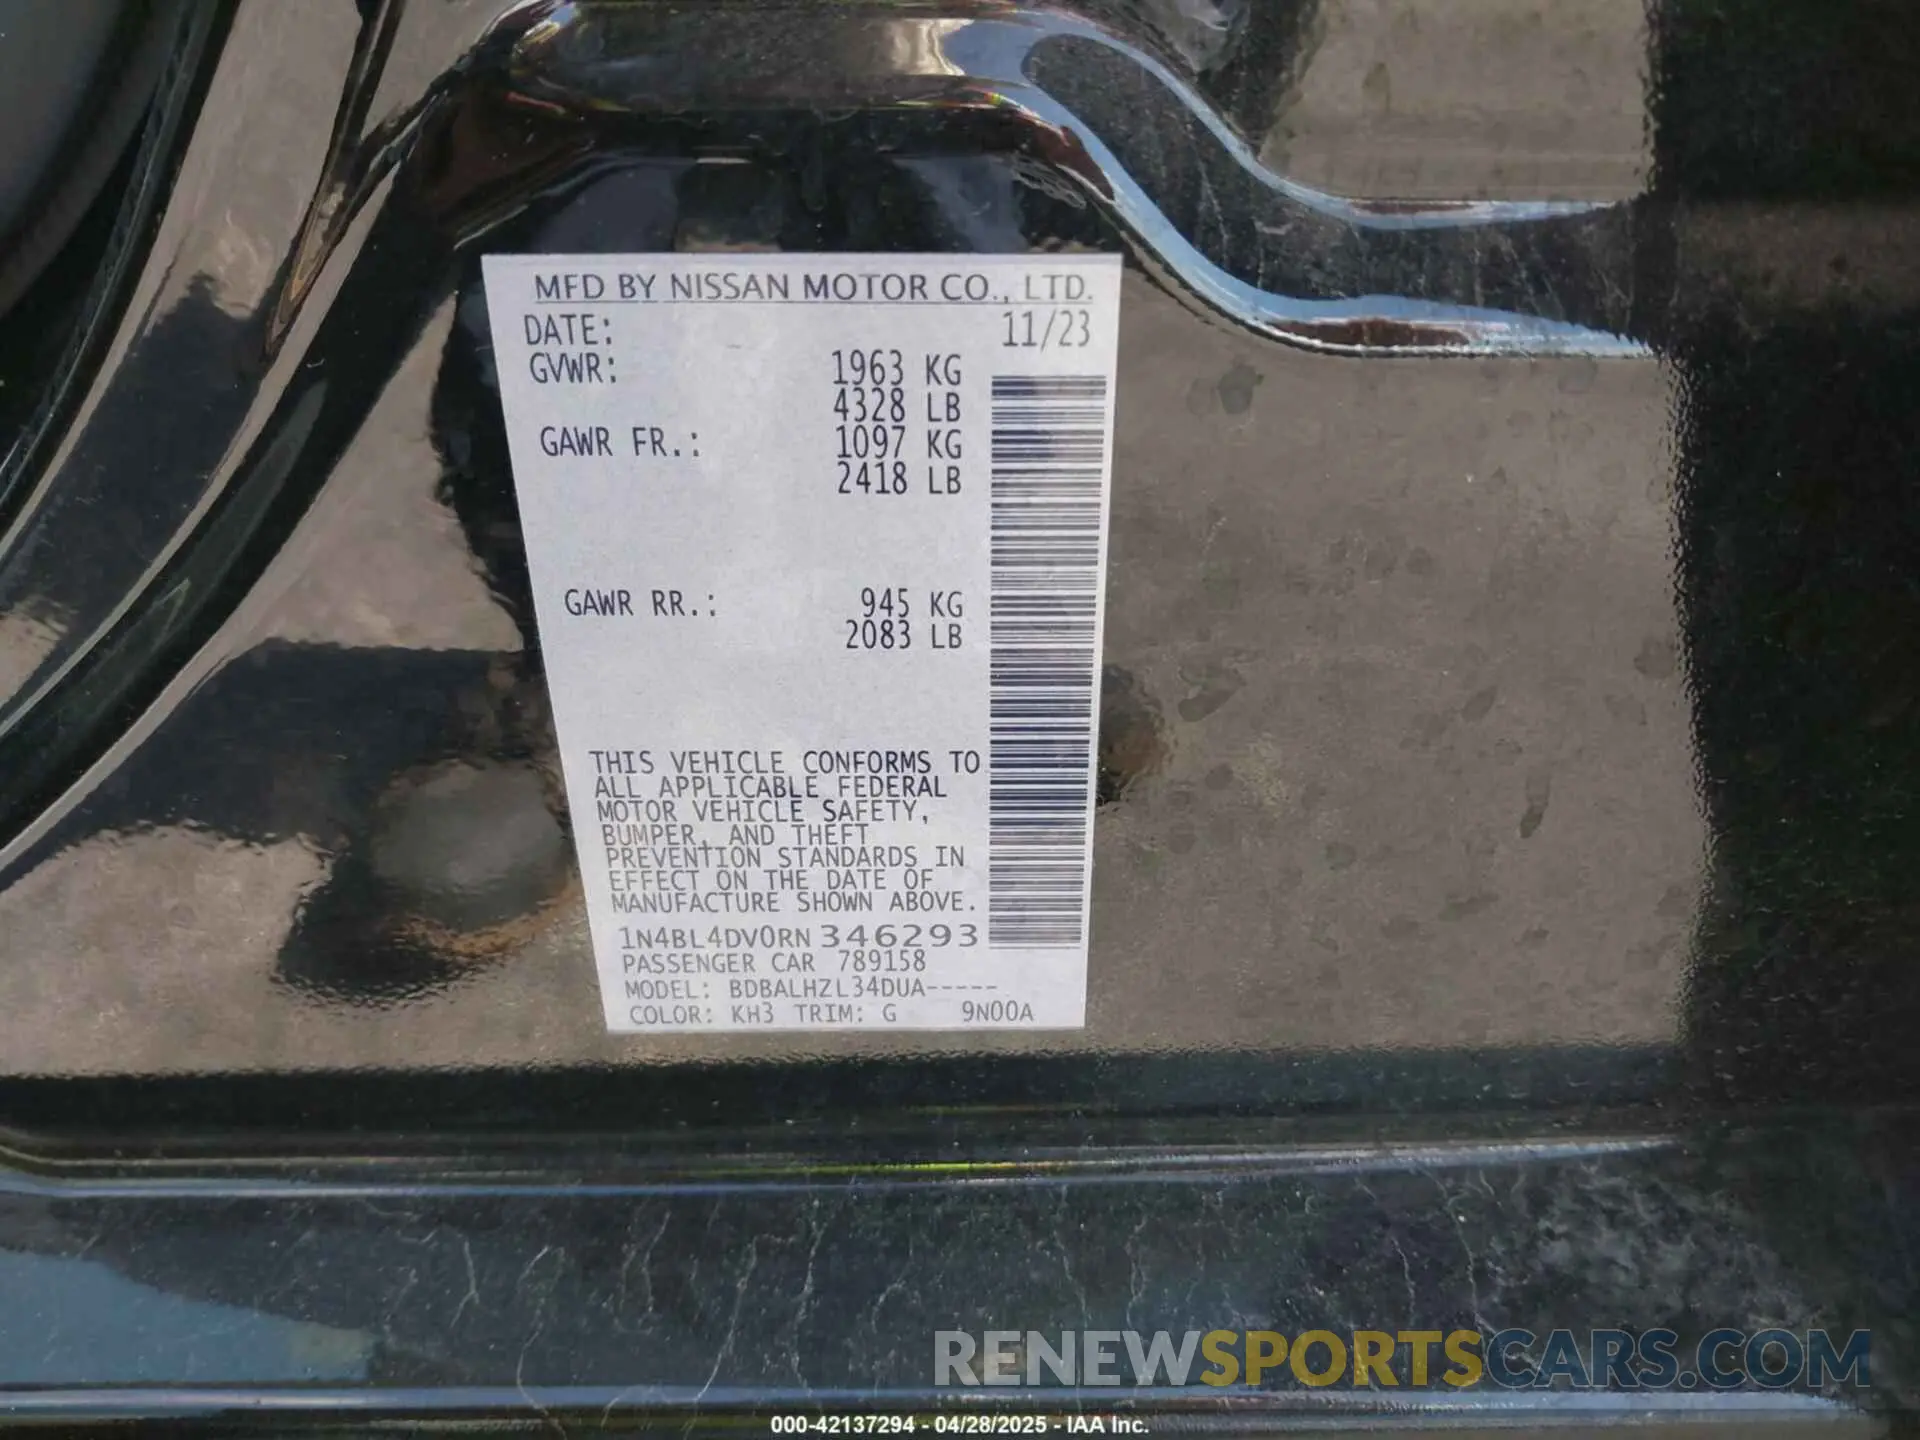 MFD BY NISSAN MOTOR CO., LTD.
DATE: 11/23
GVWR: 1963 KG
4328 LB
GAWR FR.: 1097 KG
2418 LB
GAWR RR.: 945 KG
2083 LB
THIS VEHICLE CONFORMS TO
ALL APPLICABLE FEDERAL
MOTOR VEHICLE SAFETY,
BUMPER, AND THEFT
PREVENTION STANDARDS IN
EFFECT ON THE DATE OF
MANUFACTURE SHOWN ABOVE.
1N4BL4DV0RN346293
PASSENGER CAR 789158
MODEL: BDBALHZL34DUA-----
COLOR: KH3 TRIM: G 9N00A
RENEWSPORTSCARS.COM
000-42137294 - 04/28/2025 - IAA Inc.